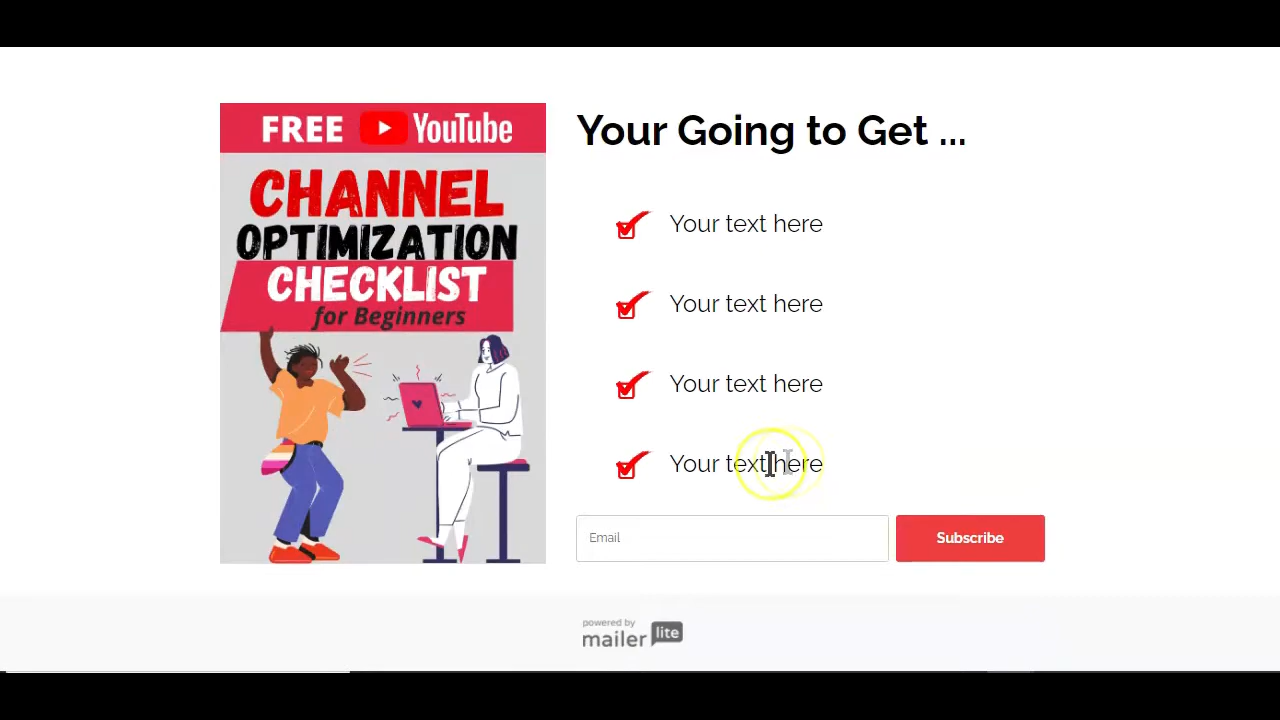 FREE YouTube
CHANNEL
OPTIMIZATION
CHECKLIST
for Beginners
Your Going to Get ...
Your text here
Your text here
Your text here
Your text here
Email
Subscribe
powered by
mailer lite